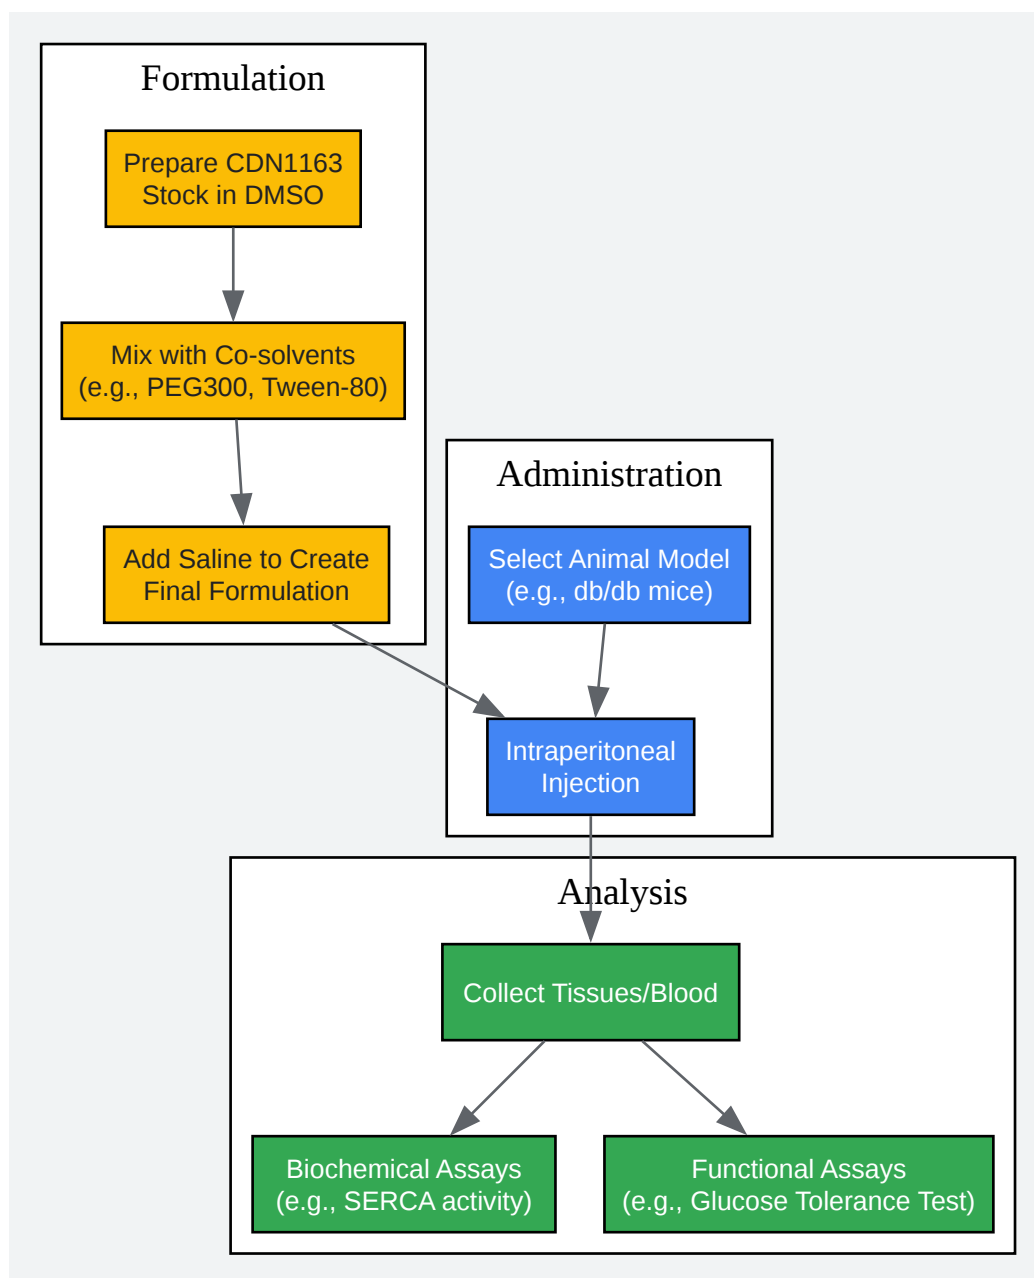 Formulation
Prepare CDN1163
Stock in DMSO
Mix with Co-solvents
(e.g., PEG300, Tween-80)
Add Saline to Create
Final Formulation
Administration
Select Animal Model
(e.g., db/db mice)
Intraperitoneal
Injection
Analysis
Collect Tissues/Blood
Biochemical Assays
(e.g., SERCA activity)
Functional Assays
(e.g., Glucose Tolerance Test)